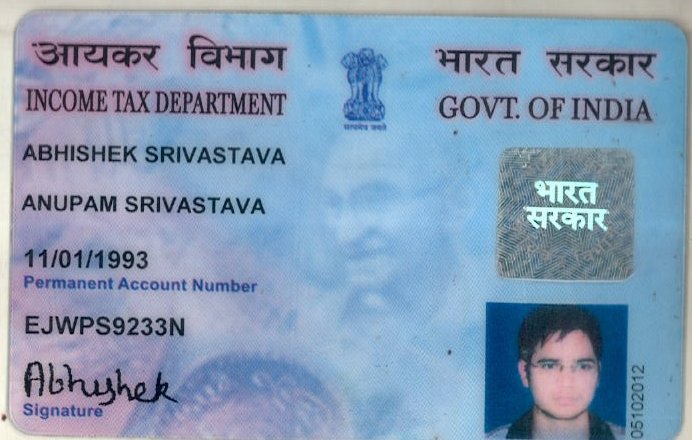 आयकर विभाग
INCOME TAX DEPARTMENT
भारत सरकार
GOVT. OF INDIA
ABHISHEK SRIVASTAVA
ANUPAM SRIVASTAVA
11/01/1993
Permanent Account Number
EJWPS9233N
Abhishek
Signature
सत्यमेव जयते
भारत
सरकार
05102012